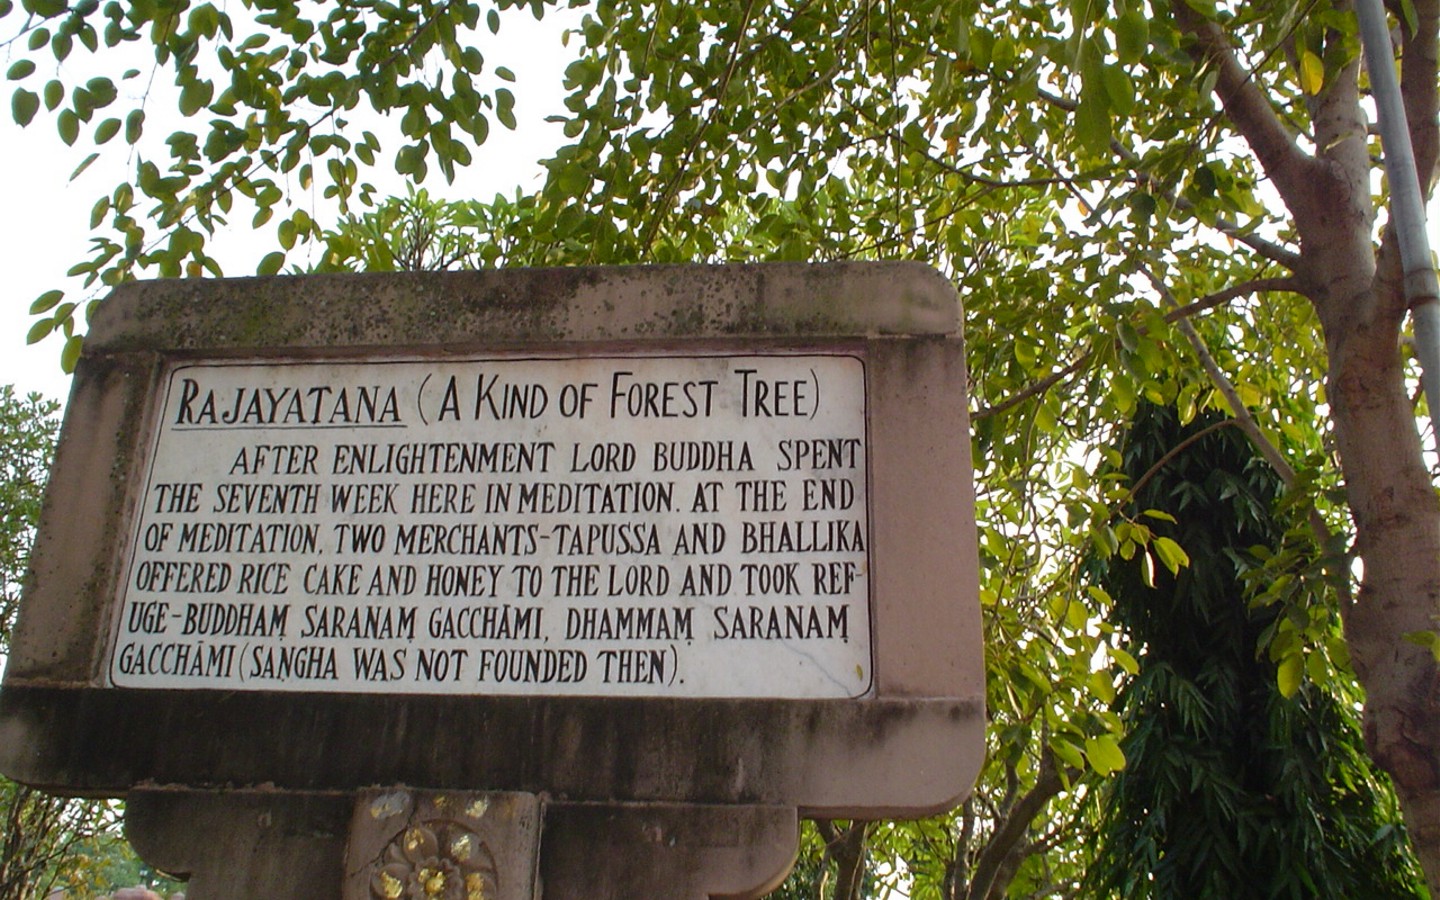 RAJAYATANA (A KIND OF FOREST TREE)
AFTER ENLIGHTENMENT LORD BUDDHA SPENT
THE SEVENTH WEEK HERE IN MEDITATION. AT THE END
OF MEDITATION, TWO MERCHANTS-TAPUSSA AND BHALLIKA
OFFERED RICE CAKE AND HONEY TO THE LORD AND TOOK REF-
UGE-BUDDHAṂ SARANAṂ GACCHĀMI, DHAMMAṂ SARANAṂ
GACCHĀMI (SAṆGHA WAS NOT FOUNDED THEN).